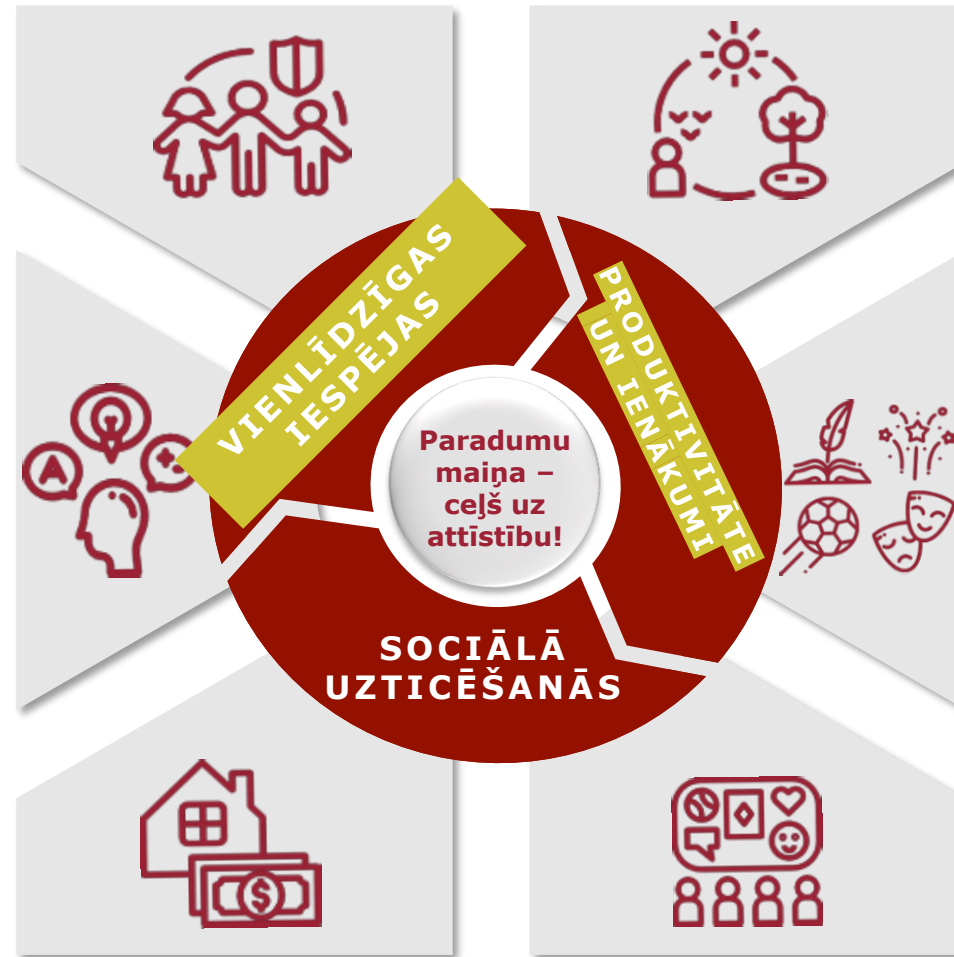 VIENLĪDZĪGAS
IESPĒJAS
PRODUKTIVITĀTE
UN IENĀKUMI
Paradumu
maiņa –
ceļš uz
attīstību!
SOCIĀLĀ
UZTICĒŠANĀS
A
$